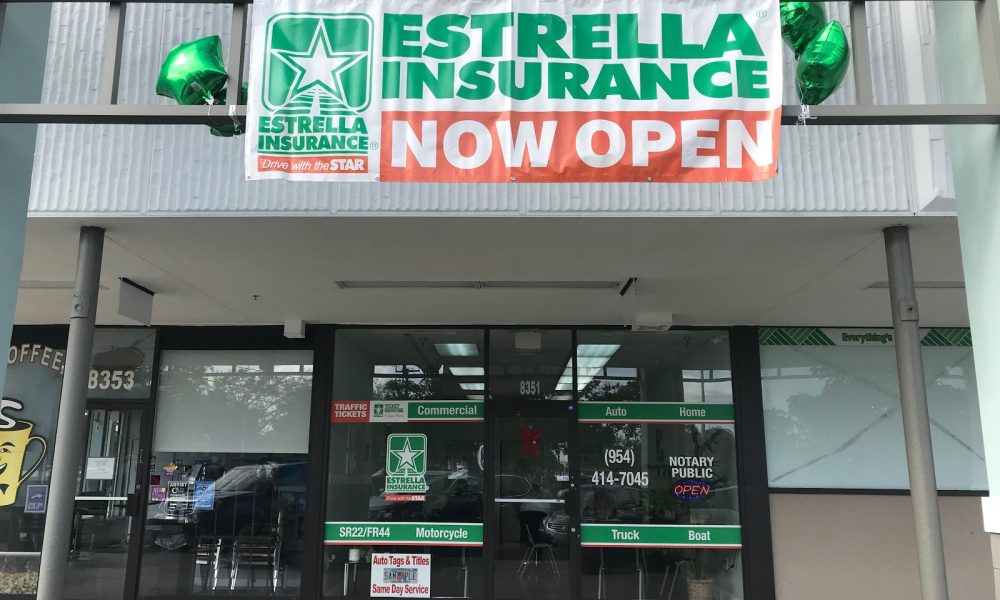 ESTRELLA
INSURANCE
NOW OPEN
ESTRELLA
INSURANCE
Drive with the STAR
COFFEE
8353
8351
Everything's
TRAFFIC
TICKETS
Commercial
Auto Home
ESTRELLA
INSURANCE
Drive with the STAR
(954)
414-7045
NOTARY
PUBLIC
OPEN
SR22/FR44 Motorcycle
Truck Boat
Auto Tags & Titles
SAMPLE
Same Day Service